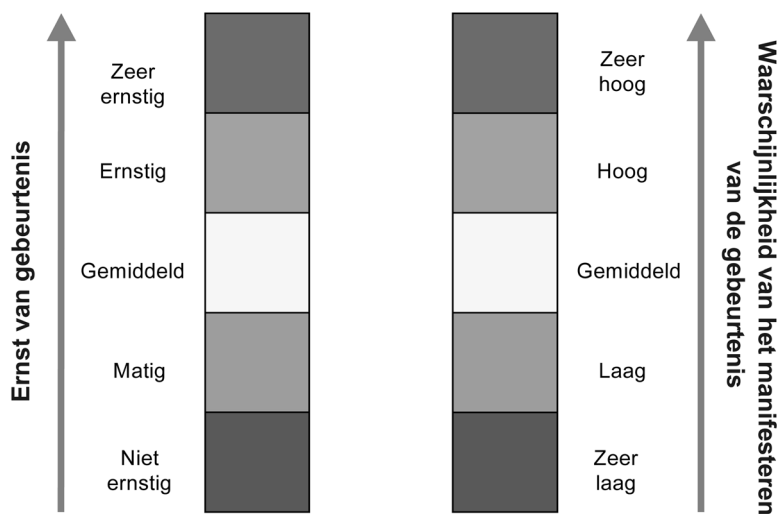 Ernst van gebeurtenis
Zeer
ernstig
Ernstig
Gemiddeld
Matig
Niet
ernstig
Zeer
hoog
Hoog
Gemiddeld
Laag
Zeer
laag
Waarschijnlijkheid van het manifesteren
van de gebeurtenis